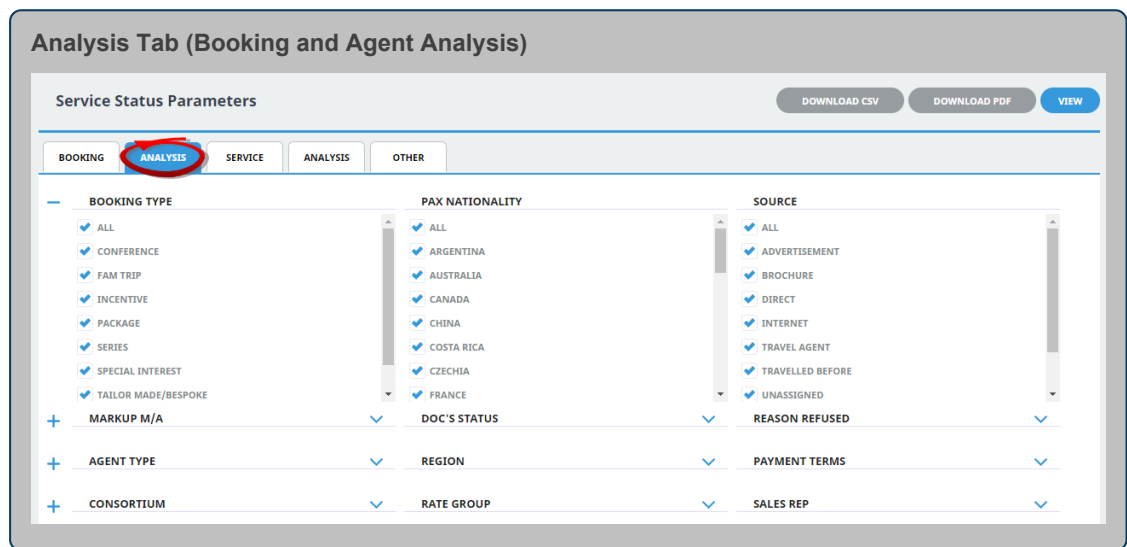 Analysis Tab (Booking and Agent Analysis)
Service Status Parameters
DOWNLOAD CSV
DOWNLOAD PDF
VIEW
BOOKING
ANALYSIS
SERVICE
ANALYSIS
OTHER
BOOKING TYPE
ALL
CONFERENCE
FAM TRIP
INCENTIVE
PACKAGE
SERIES
SPECIAL INTEREST
TAILOR MADE/BESPOKE
PAX NATIONALITY
ALL
ARGENTINA
AUSTRALIA
CANADA
CHINA
COSTA RICA
CZECHIA
FRANCE
SOURCE
ALL
ADVERTISEMENT
BROCHURE
DIRECT
INTERNET
TRAVEL AGENT
TRAVELLED BEFORE
UNASSIGNED
MARKUP M/A
DOC'S STATUS
REASON REFUSED
AGENT TYPE
REGION
PAYMENT TERMS
CONSORTIUM
RATE GROUP
SALES REP